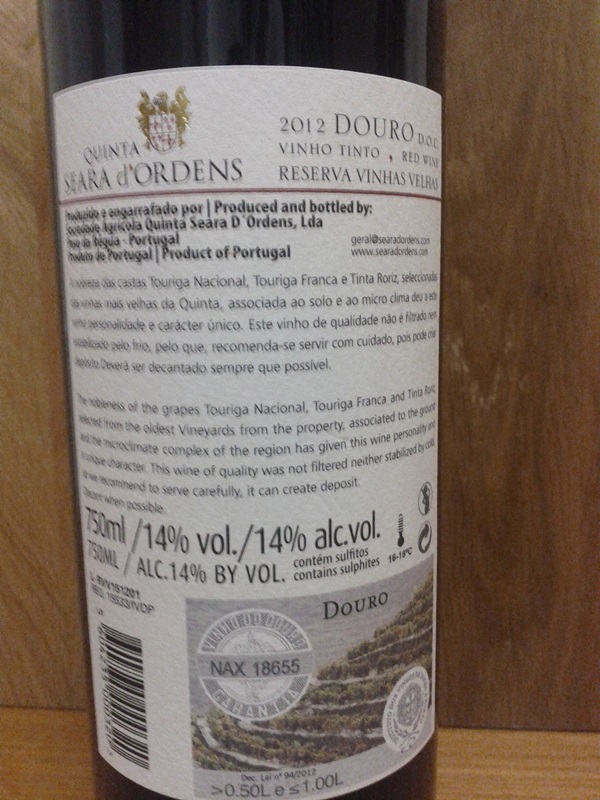 QUINTA
SEARA d'ORDENS
2012 DOURO D.O.C
VINHO TINTO , RED WINE
RESERVA VINHAS VELHAS
Produzido e engarrafado por | Produced and bottled by:
Sociedade Agrícola Quinta Seara D´Ordens, Lda
Peso da Régua - Portugal
Produto de Portugal | Product of Portugal
geral@searadordens.com
www.searadordens.com
A nobreza das castas Touriga Nacional, Touriga Franca e Tinta Roriz, seleccionadas
das vinhas mais velhas da Quinta, associada ao solo e ao micro clima deu a este
vinho personalidade e carácter único. Este vinho de qualidade não é filtrado nem
estabilizado pelo frio, pelo que, recomenda-se servir com cuidado, pois pode criar
depósito. Deverá ser decantado sempre que possível.
The nobleness of the grapes Touriga Nacional, Touriga Franca and Tinta Roriz,
selected from the oldest Vineyards from the property, associated to the ground
and the microclimate complex of the region has given this wine personality and
a unique character. This wine of quality was not filtered neither stabilized by cold,
so we recommend to serve carefully, it can create deposit.
Decant when possible.
750ml /14% vol./14% alc.vol.
750ML / ALC.14% BY VOL.
contém sulfitos
contains sulphites
16-18ºC
DOURO
VINHO DO DOURO
NAX 18655
GARANTIA
Dec. Lei nº 94/2012
>0.50L e ≤1.00L